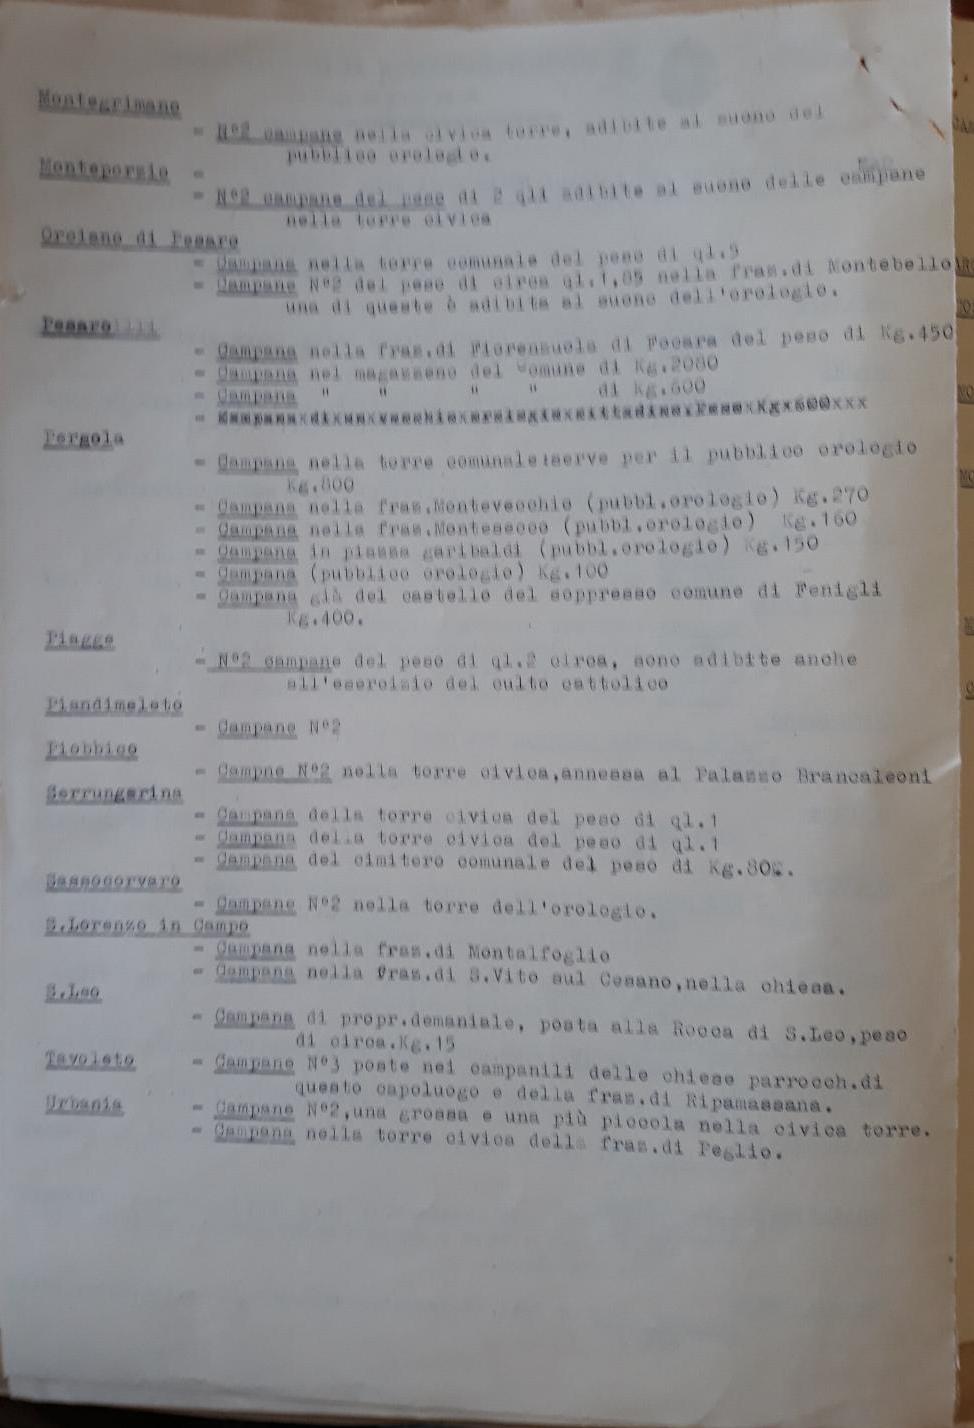 Montegrimano
= N°2 campane nella civica torre, adibite al suono del
pubblico orologio.
Monteporzio =
= N°2 campane del peso di 2 qli adibite al suono delle campane
nella torre civica
Orciano di Pesaro
= Campana nella torre comunale del peso di ql.5
= Campane N°2 del peso di circa ql.1,85 nella fraz.di Montebello
una di queste è adibita al suono dell'orologio.
Pesaro
= Campana nella fraz.di Fiorenzuola di Focara del peso di Kg.450
= Campana nel magazzeno del Comune di Kg.2080
= Campana " " " " di Kg.600
= Campana di un vecchio orologio cittadino.Peso Kg.600xxx
Pergola
= Campana nella torre comunale:serve per il pubblico orologio
Kg.800
= Campana nella fraz.Montevecchio (pubbl.orologio) Kg.270
= Campana nella fraz.Montesecco (pubbl.orologio) Kg.160
= Campana in piazza garibaldi (pubbl.orologio) Kg.150
= Campana (pubblico orologio) Kg.100
= Campana già del castello del soppresso comune di Fenigli
Kg.400.
Piagge
= N°2 campane del peso di ql.2 circa, sono adibite anche
all'esercizio del culto cattolico
Piandimeleto
= Campane N°2
Piobbico
= Campne N°2 nella torre civica,annessa al Palazzo Brancaleoni
Serrungarina
= Campana della torre civica del peso di ql.1
= Campana della torre civica del peso di ql.1
= Campana del cimitero comunale del peso di Kg.80.
Sassocorvaro
= Campane N°2 nella torre dell'orologio.
S.Lorenzo in Campo
= Campana nella fraz.di Montalfoglio
= Campana nella fraz.di S.Vito sul Cesano,nella chiesa.
S.Leo
= Campana di propr.demaniale, posta alla Rocca di S.Leo,peso
di circa.Kg.15
Tavoleto = Campane N°3 poste nei campanili delle chiese parrocch.di
questo capoluogo e della fraz.di Ripamassana.
Urbania = Campane N°2,una grossa e una più piccola nella civica torre.
= Campana nella torre civica della fraz.di Peglio.